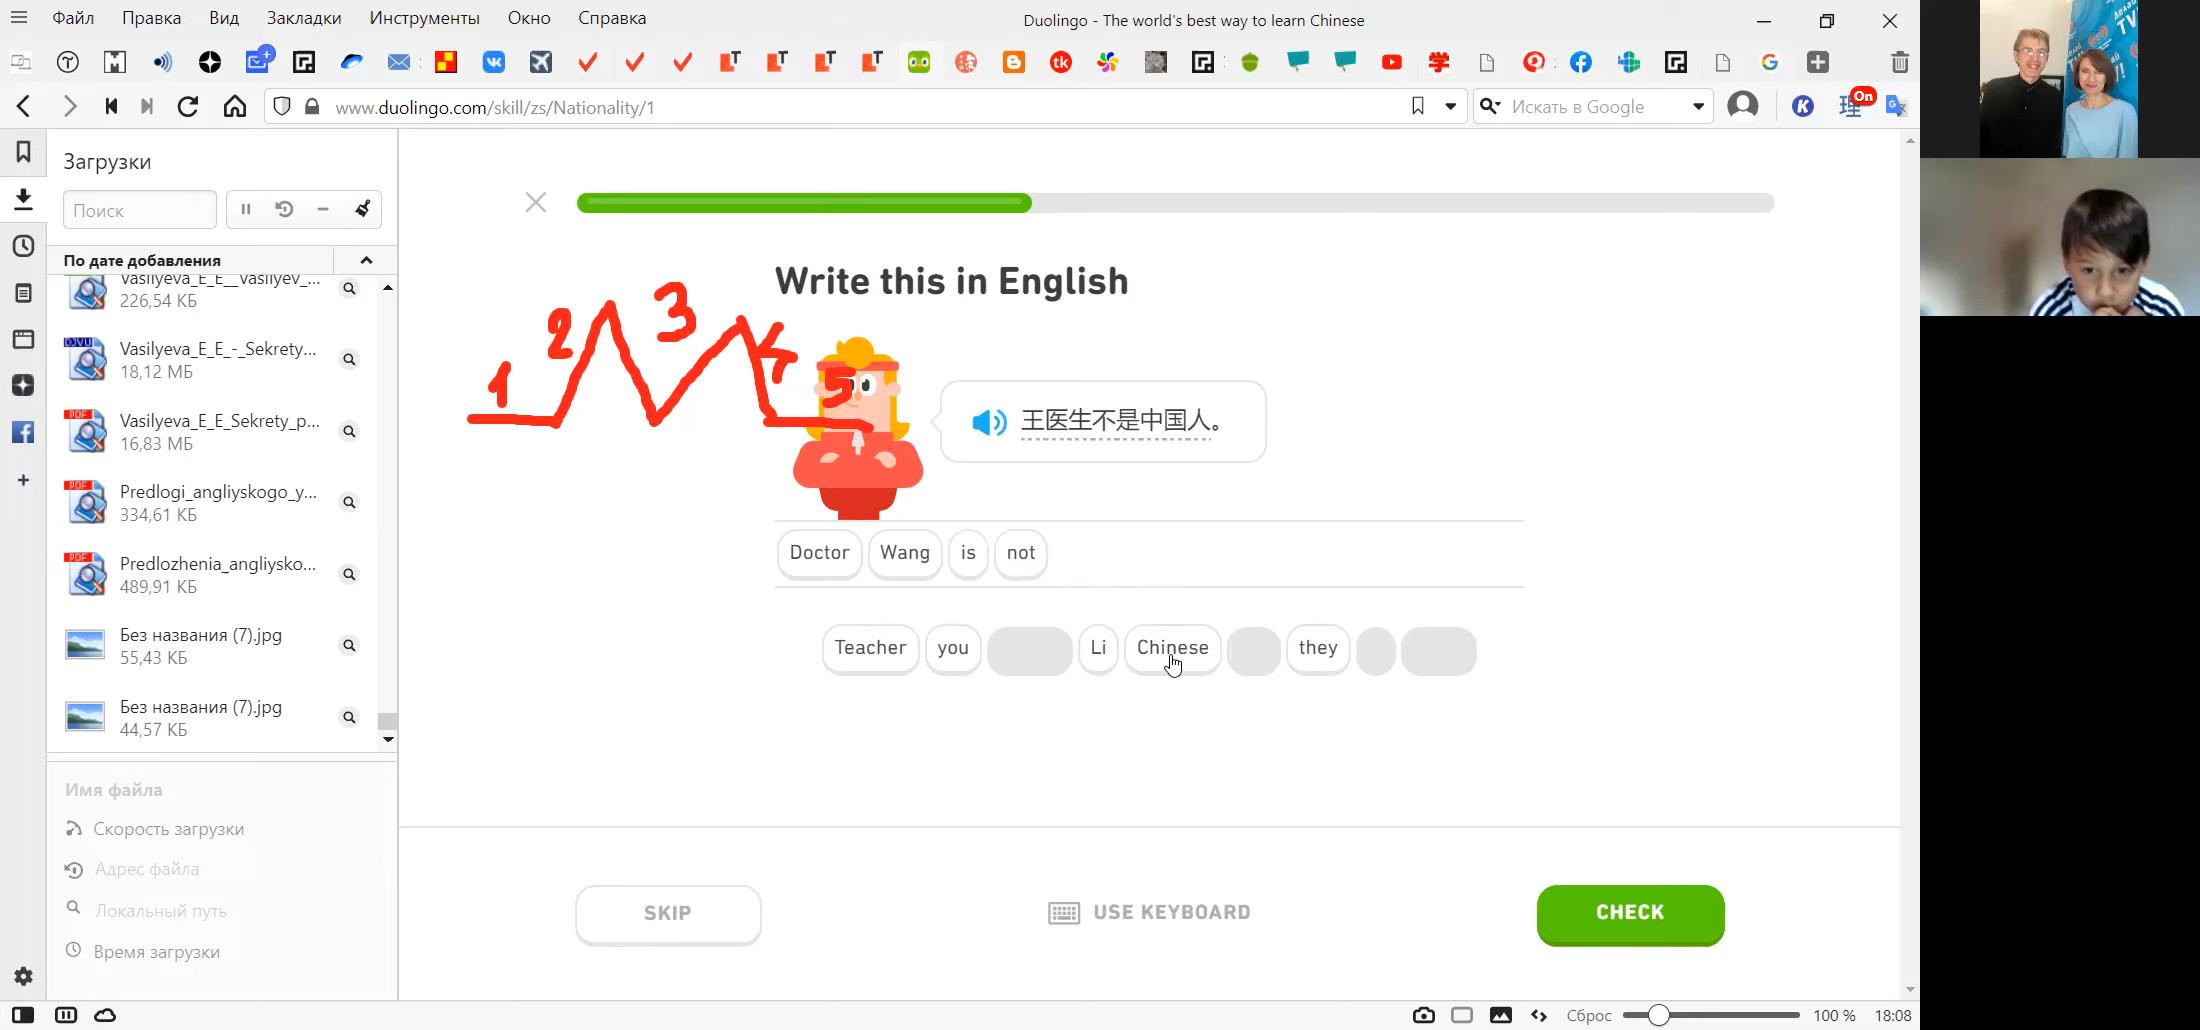 Файл Правка Вид Закладки Инструменты Окно Справка
Duolingo - The world's best way to learn Chinese
www.duolingo.com/skill/zs/Nationality/1
Искать в Google
On
Загрузки
Поиск
По дате добавления
Vasilyeva_E_E__Vasilyev_...
226,54 КБ
Vasilyeva_E_E_-_Sekrety...
18,12 МБ
Vasilyeva_E_E_Sekrety_p...
16,83 МБ
Predlogi_angliyskogo_y...
334,61 КБ
Predlozhenia_angliysko...
489,91 КБ
Без названия (7).jpg
55,43 КБ
Без названия (7).jpg
44,57 КБ
Имя файла
Скорость загрузки
Адрес файла
Локальный путь
Время загрузки
Write this in English
1 2 3 4 5
王医生不是中国人。
Doctor Wang is not
Teacher you Li Chinese they
SKIP
USE KEYBOARD
CHECK
Сброс 100 % 18:08